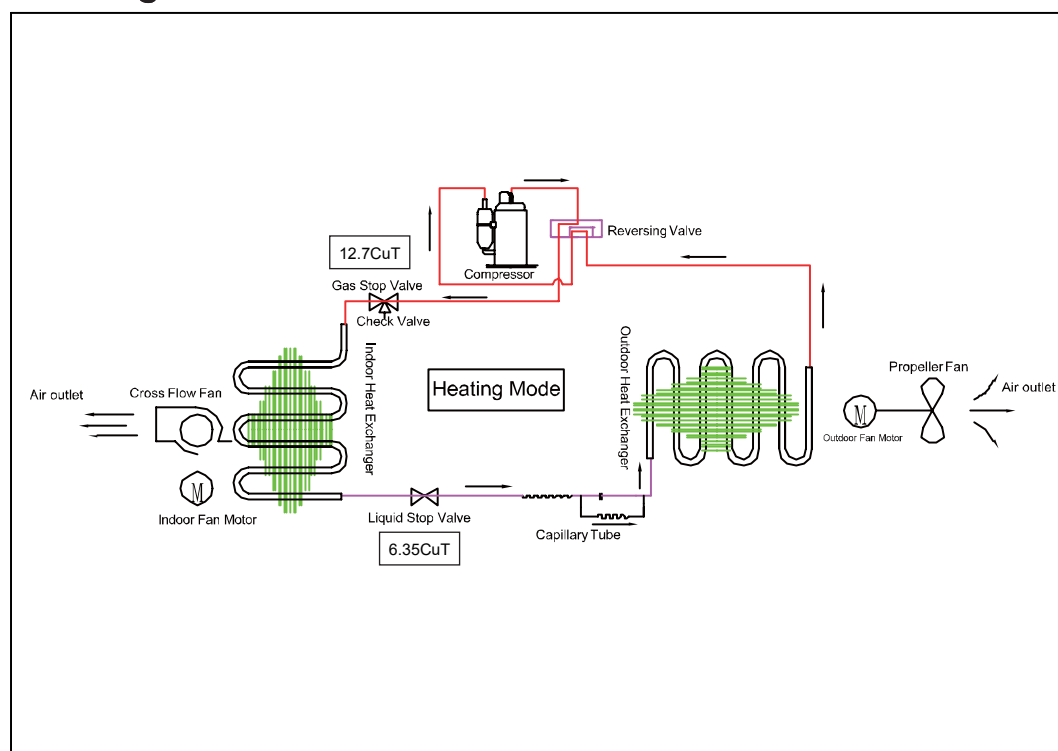 Reversing Valve
12.7CuT
Compressor
Gas Stop Valve
Check Valve
Indoor Heat Exchanger
Outdoor Heat Exchanger
Heating Mode
Propeller Fan
Air outlet
Cross Flow Fan
Air outlet
M
Outdoor Fan Motor
M
Indoor Fan Motor
Liquid Stop Valve
Capillary Tube
6.35CuT